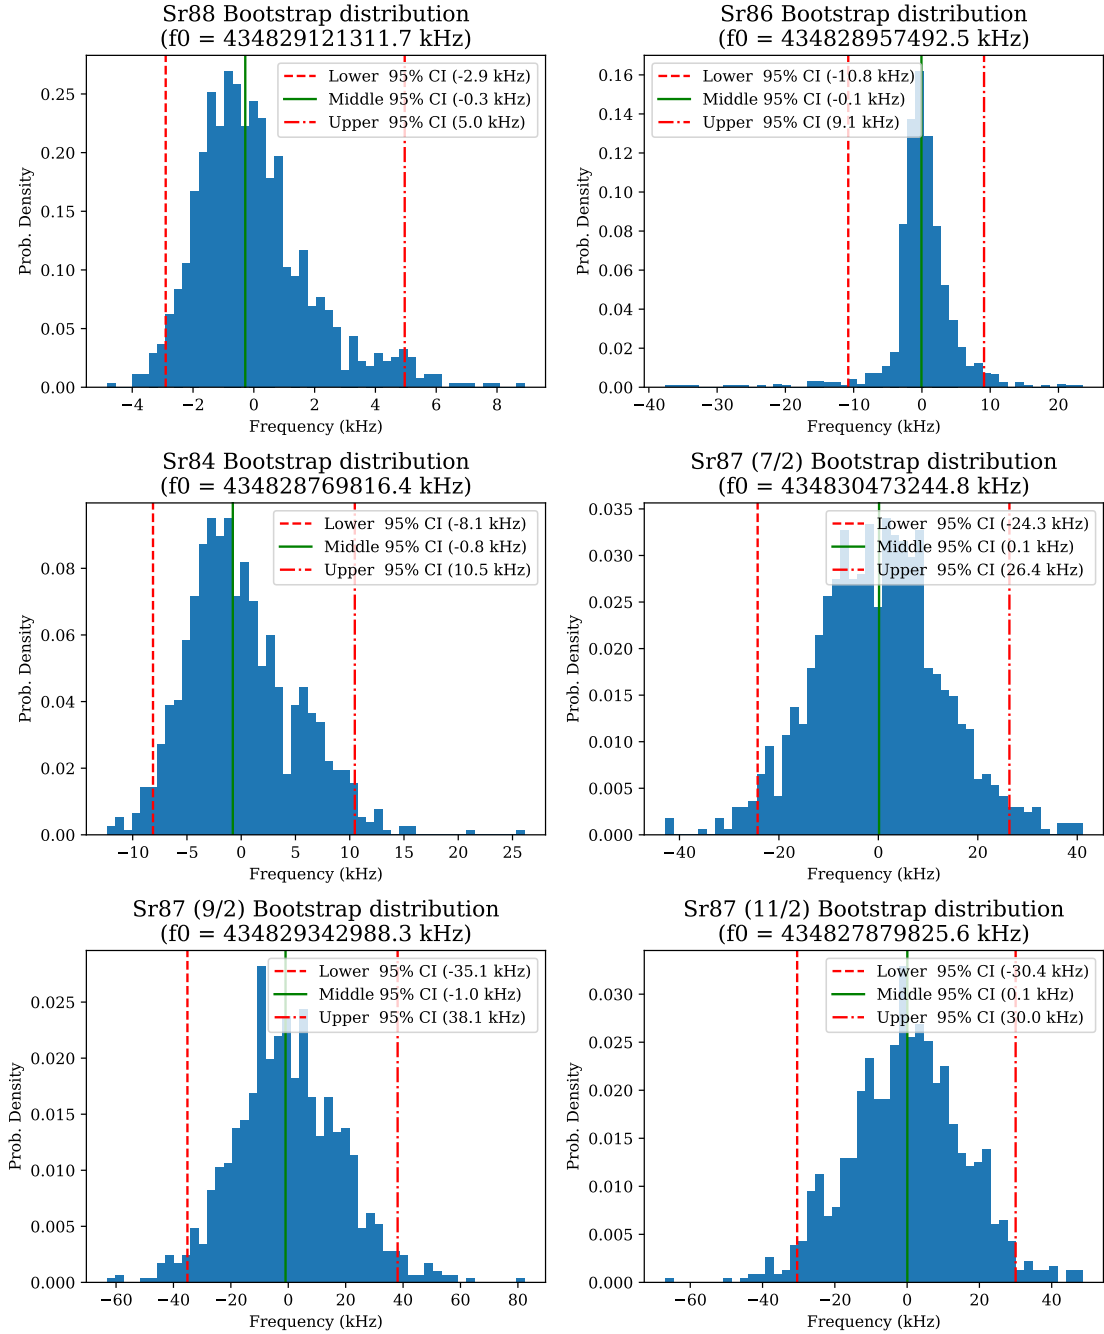 Sr88 Bootstrap distribution
(f0 = 434829121311.7 kHz)
Lower 95% CI (-2.9 kHz)
Middle 95% CI (-0.3 kHz)
Upper 95% CI (5.0 kHz)
Prob. Density
0.25
0.20
0.15
0.10
0.05
0.00
−4 −2 0 2 4 6 8
Frequency (kHz)
Sr86 Bootstrap distribution
(f0 = 434828957492.5 kHz)
Lower 95% CI (-10.8 kHz)
Middle 95% CI (-0.1 kHz)
Upper 95% CI (9.1 kHz)
Prob. Density
0.16
0.14
0.12
0.10
0.08
0.06
0.04
0.02
0.00
−40 −30 −20 −10 0 10 20
Frequency (kHz)
Sr84 Bootstrap distribution
(f0 = 434828769816.4 kHz)
Lower 95% CI (-8.1 kHz)
Middle 95% CI (-0.8 kHz)
Upper 95% CI (10.5 kHz)
Prob. Density
0.08
0.06
0.04
0.02
0.00
−10 −5 0 5 10 15 20 25
Frequency (kHz)
Sr87 (7/2) Bootstrap distribution
(f0 = 434830473244.8 kHz)
Lower 95% CI (-24.3 kHz)
Middle 95% CI (0.1 kHz)
Upper 95% CI (26.4 kHz)
Prob. Density
0.035
0.030
0.025
0.020
0.015
0.010
0.005
0.000
−40 −20 0 20 40
Frequency (kHz)
Sr87 (9/2) Bootstrap distribution
(f0 = 434829342988.3 kHz)
Lower 95% CI (-35.1 kHz)
Middle 95% CI (-1.0 kHz)
Upper 95% CI (38.1 kHz)
Prob. Density
0.025
0.020
0.015
0.010
0.005
0.000
−60 −40 −20 0 20 40 60 80
Frequency (kHz)
Sr87 (11/2) Bootstrap distribution
(f0 = 434827879825.6 kHz)
Lower 95% CI (-30.4 kHz)
Middle 95% CI (0.1 kHz)
Upper 95% CI (30.0 kHz)
Prob. Density
0.030
0.025
0.020
0.015
0.010
0.005
0.000
−60 −40 −20 0 20 40
Frequency (kHz)